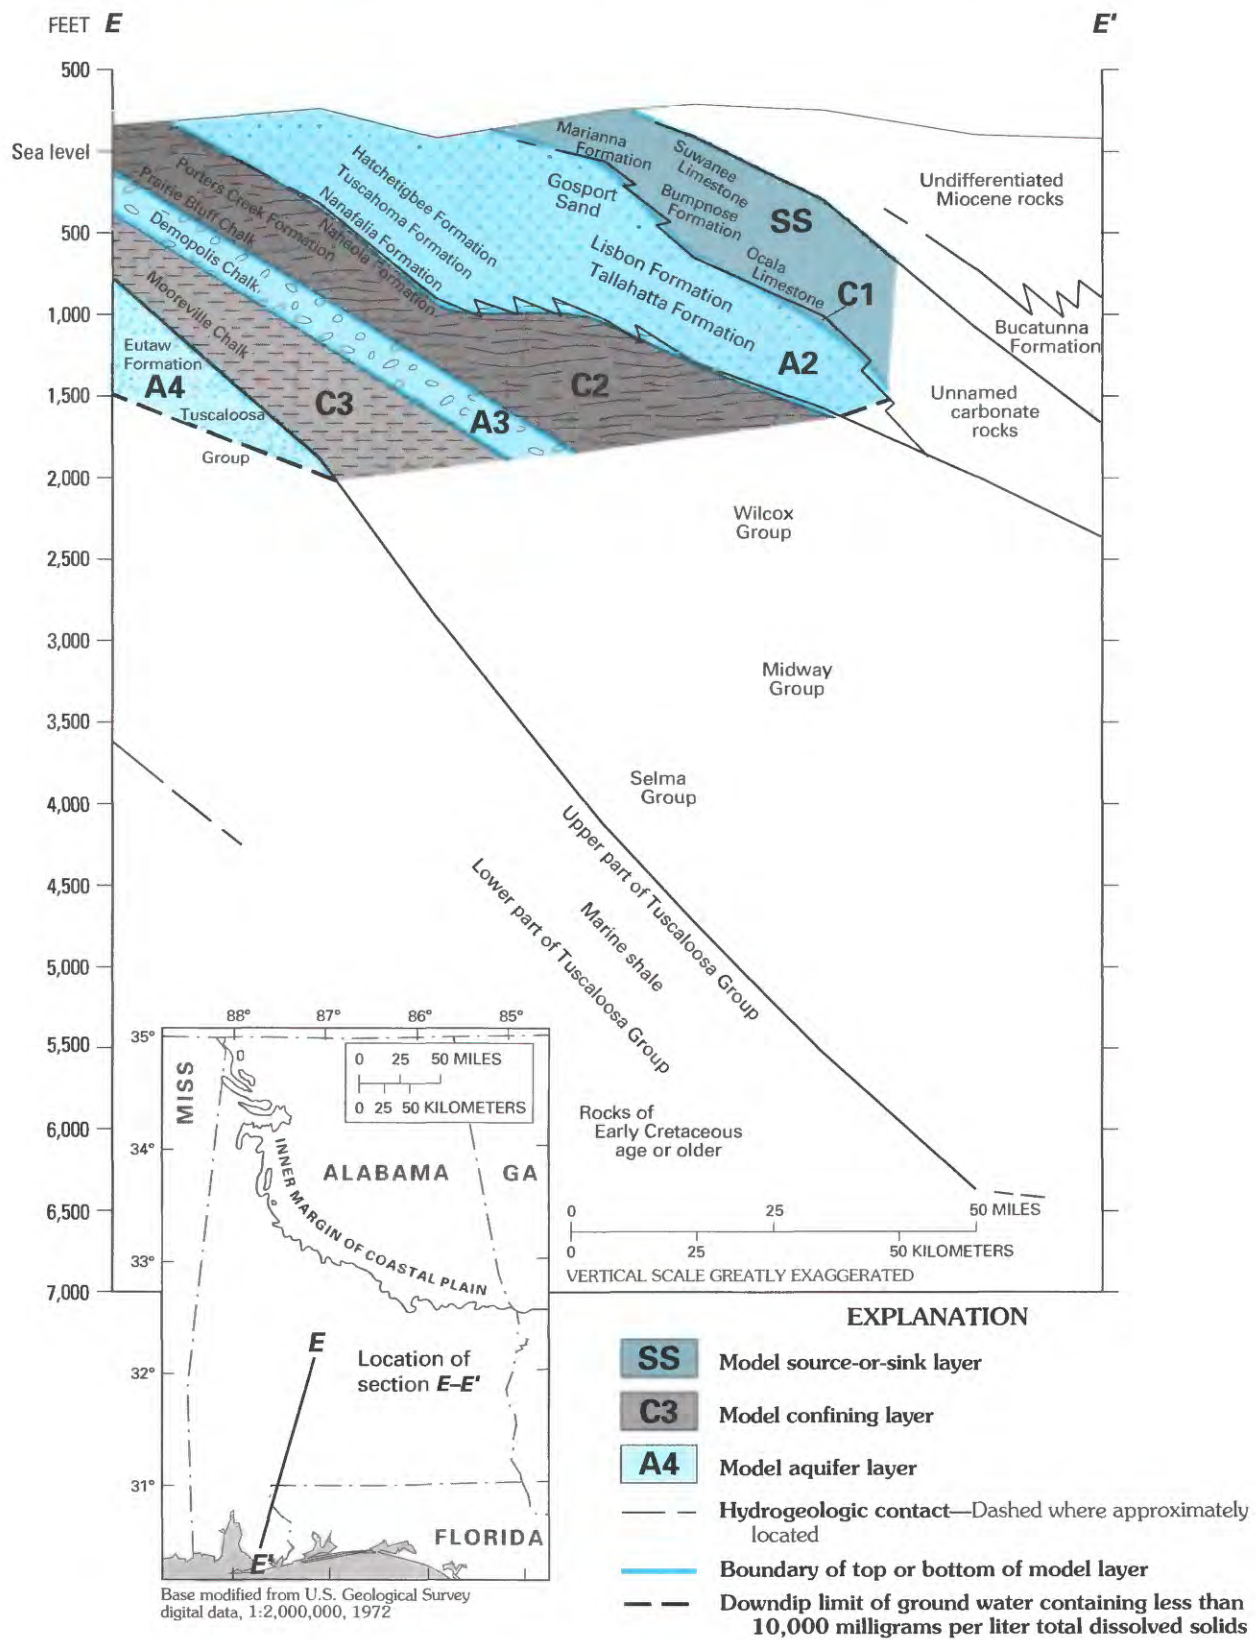 FEET E
E'
500
Sea level
500
1,000
1,500
2,000
2,500
3,000
3,500
4,000
4,500
5,000
5,500
6,000
6,500
7,000
Marianna
Formation
Suwanee
Limestone
Bumpnose
Formation
Ocala
Limestone
SS
C1
Undifferentiated
Miocene rocks
Bucatunna
Formation
Unnamed
carbonate
rocks
Hatchetigbee Formation
Tuscahoma Formation
Nanafalia Formation
Naheola Formation
Gosport
Sand
Lisbon Formation
Tallahatta Formation
A2
Porters Creek Formation
Prairie Bluff Chalk
Demopolis Chalk
Mooreville Chalk
C2
A3
C3
Eutaw
Formation
A4
Tuscaloosa
Group
Wilcox
Group
Midway
Group
Selma
Group
Upper part of Tuscaloosa Group
Marine shale
Lower part of Tuscaloosa Group
Rocks of
Early Cretaceous
age or older
0 25 50 MILES
0 25 50 KILOMETERS
VERTICAL SCALE GREATLY EXAGGERATED
88° 87° 86° 85°
35°
34°
33°
32°
31°
0 25 50 MILES
0 25 50 KILOMETERS
MISS
ALABAMA
GA
INNER MARGIN OF COASTAL PLAIN
E
Location of
section E–E'
FLORIDA
E'
Base modified from U.S. Geological Survey
digital data, 1:2,000,000, 1972
EXPLANATION
SS Model source-or-sink layer
C3 Model confining layer
A4 Model aquifer layer
Hydrogeologic contact—Dashed where approximately
located
Boundary of top or bottom of model layer
Downdip limit of ground water containing less than
10,000 milligrams per liter total dissolved solids